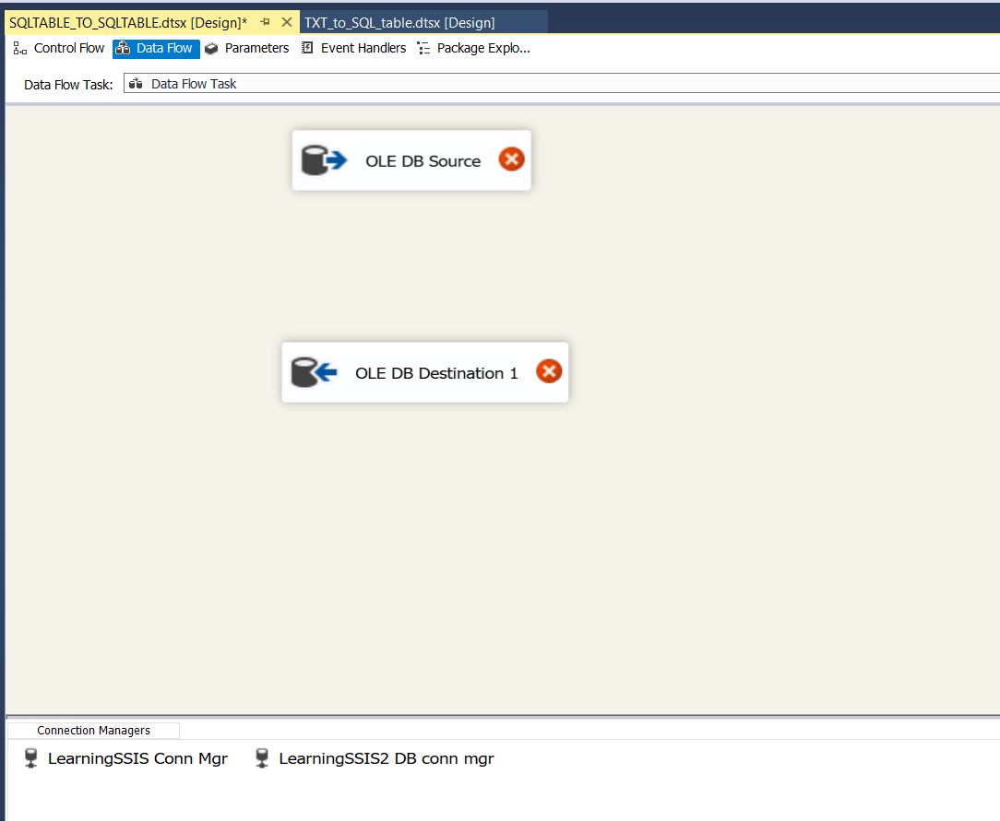 SQLTABLE_TO_SQLTABLE.dtsx [Design]* TXT_to_SQL_table.dtsx [Design]
Control Flow Data Flow Parameters Event Handlers Package Explo...
Data Flow Task: Data Flow Task
OLE DB Source
OLE DB Destination 1
Connection Managers
LearningSSIS Conn Mgr LearningSSIS2 DB conn mgr